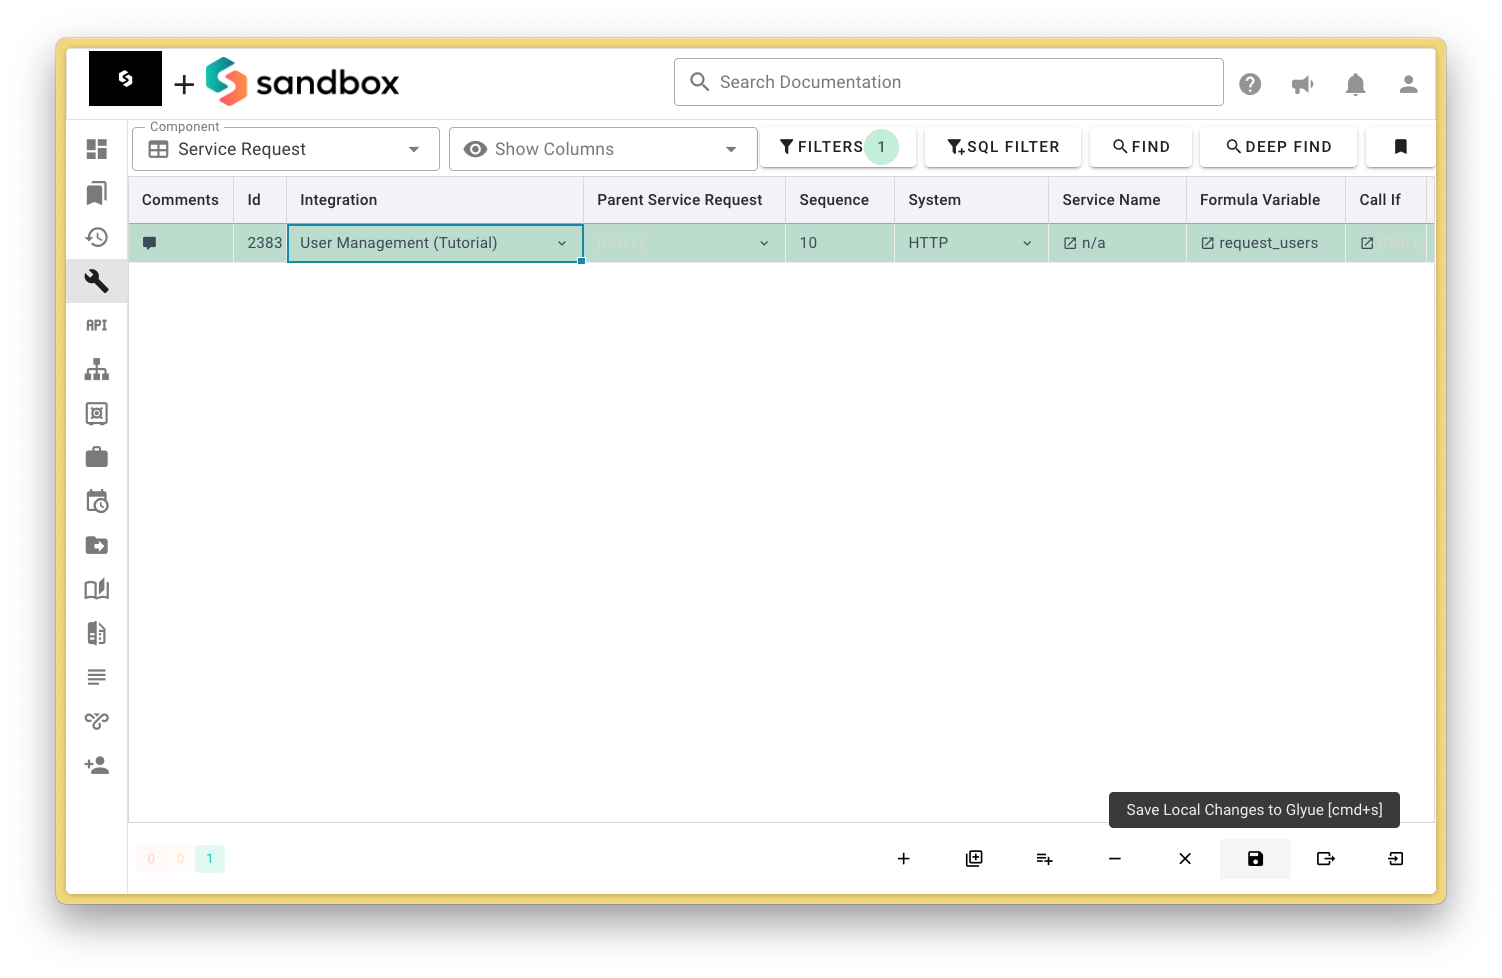 + sandbox
Search Documentation
Component
Service Request
Show Columns
FILTERS 1
SQL FILTER
FIND
DEEP FIND
Comments Id Integration Parent Service Request Sequence System Service Name Formula Variable Call If
2383 User Management (Tutorial) [NULL] 10 HTTP n/a request_users [NULL]
API
Save Local Changes to Glyue [cmd+s]
0 0 1